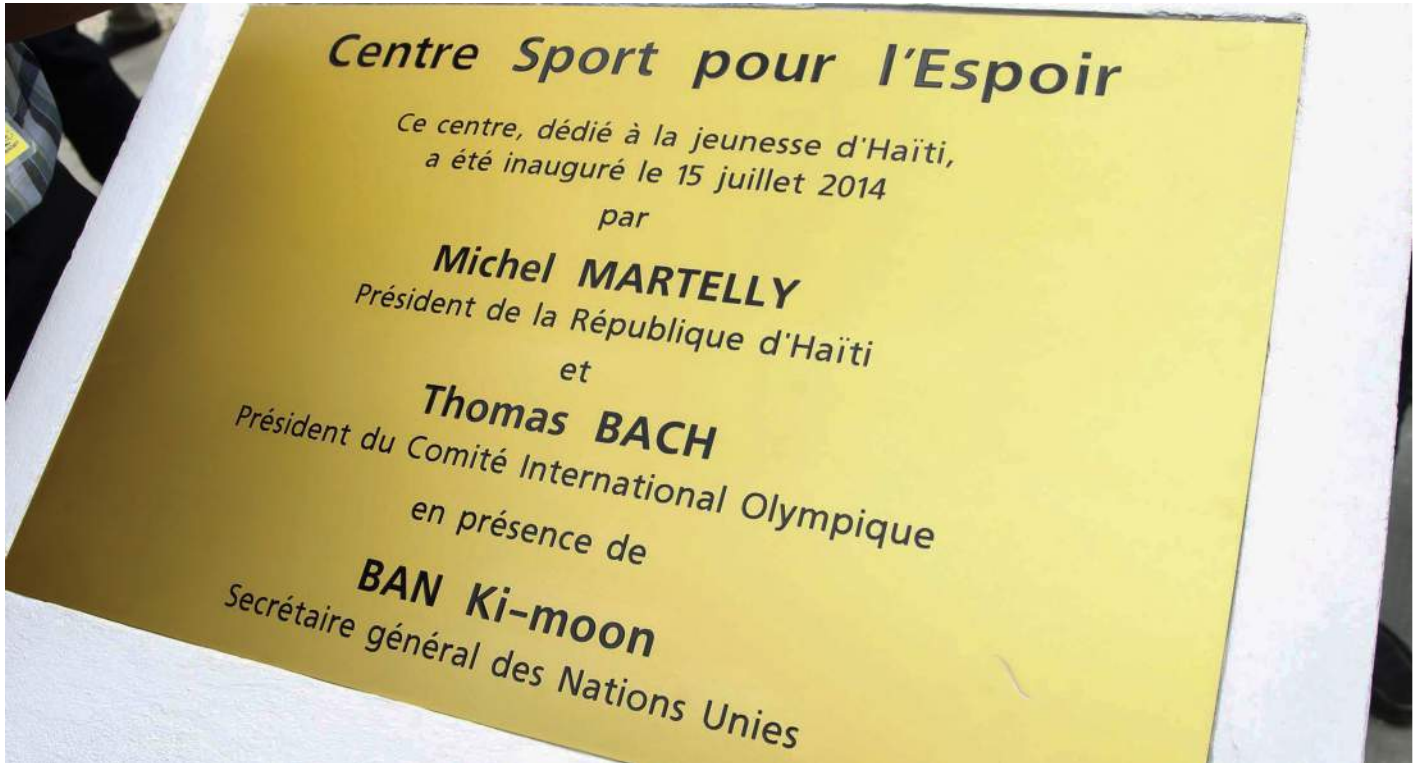 Centre Sport pour l'Espoir
Ce centre, dédié à la jeunesse d'Haïti,
a été inauguré le 15 juillet 2014
par
Michel MARTELLY
Président de la République d'Haïti
et
Thomas BACH
Président du Comité International Olympique
en présence de
BAN Ki-moon
Secrétaire général des Nations Unies